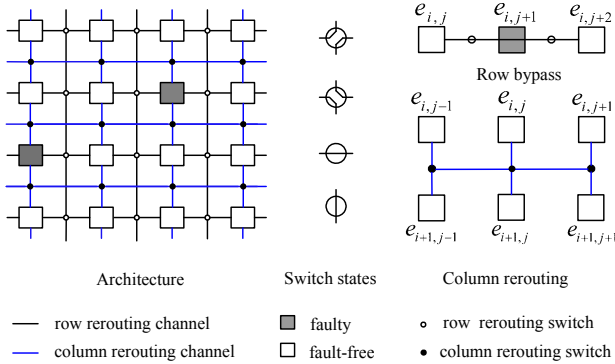 e_{i,j} e_{i,j+1} e_{i,j+2}
Row bypass
e_{i,j-1} e_{i,j} e_{i,j+1}
e_{i+1,j-1} e_{i+1,j} e_{i+1,j+1}
Architecture Switch states Column rerouting
row rerouting channel faulty row rerouting switch
column rerouting channel fault-free column rerouting switch